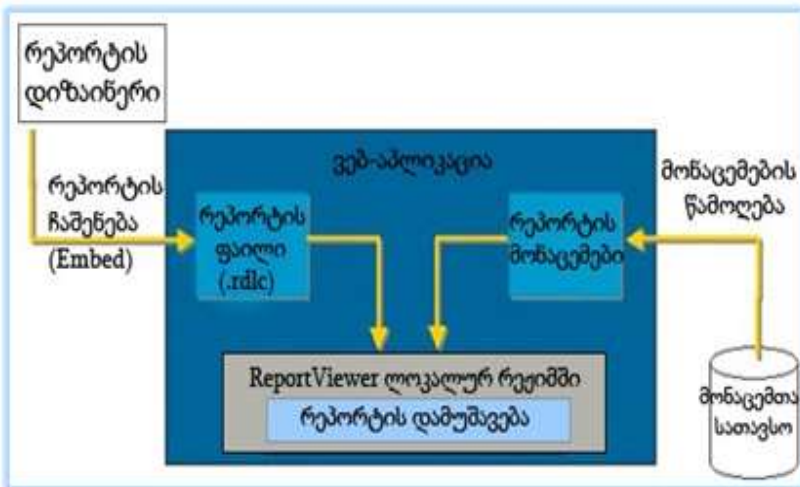 რეპორტის
დიზაინერი
ვებ-აპლიკაცია
რეპორტის
ჩაშენება
(Embed)
რეპორტის
ფაილი
(.rdlc)
რეპორტის
მონაცემები
მონაცემების
წამოღება
ReportViewer ლოკალურ რეჟიმში
რეპორტის დამუშავება
მონაცემთა
სათავსო